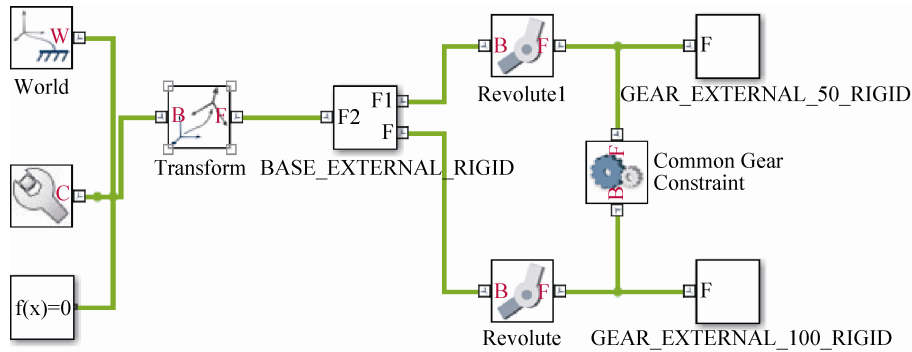 W
World
C
f(x)=0
B F
Transform
F2
F1
F
BASE_EXTERNAL_RIGID
B F
Revolute1
F
GEAR_EXTERNAL_50_RIGID
F
B
Common Gear
Constraint
B F
Revolute
F
GEAR_EXTERNAL_100_RIGID